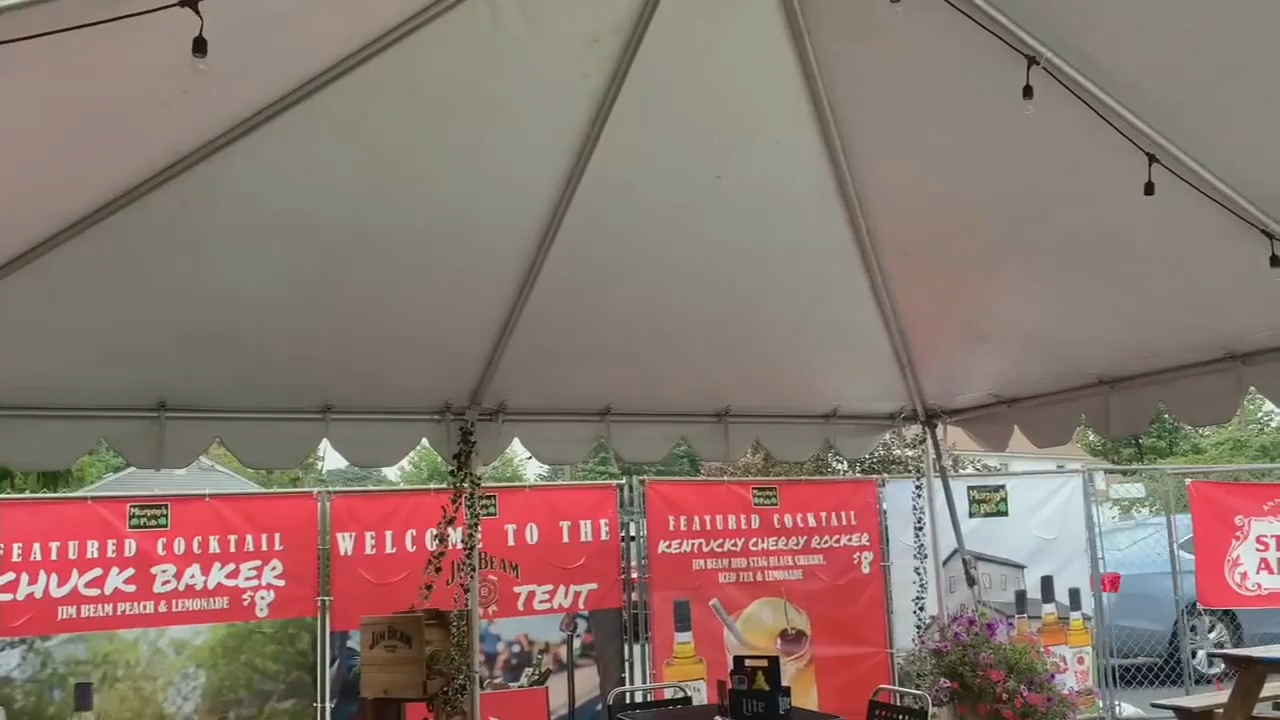 Murphy's
Pub
FEATURED COCKTAIL
CHUCK BAKER
JIM BEAM PEACH & LEMONADE $8
WELCOME TO THE
JIM BEAM
TENT
JIM BEAM
Murphy's
Pub
FEATURED COCKTAIL
KENTUCKY CHERRY ROCKER
JIM BEAM RED STAG BLACK CHERRY,
ICED TEA & LEMONADE
$8
Lite
Murphy's
Pub